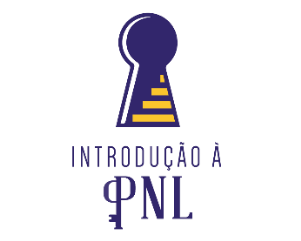 INTRODUÇÃO À
PNL